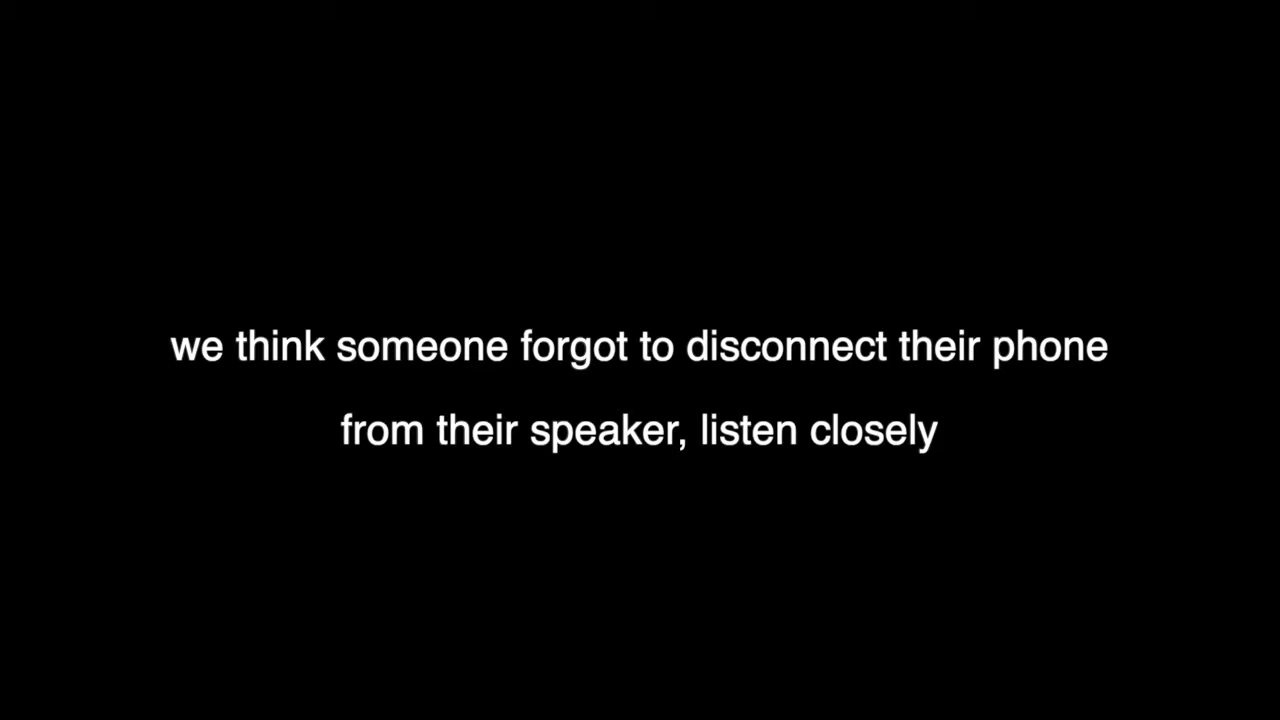 we think someone forgot to disconnect their phone
from their speaker, listen closely